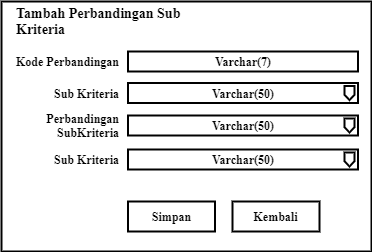 Tambah Perbandingan Sub
Kriteria
Kode Perbandingan Varchar(7)
Sub Kriteria Varchar(50)
Perbandingan
SubKriteria Varchar(50)
Sub Kriteria Varchar(50)
Simpan Kembali